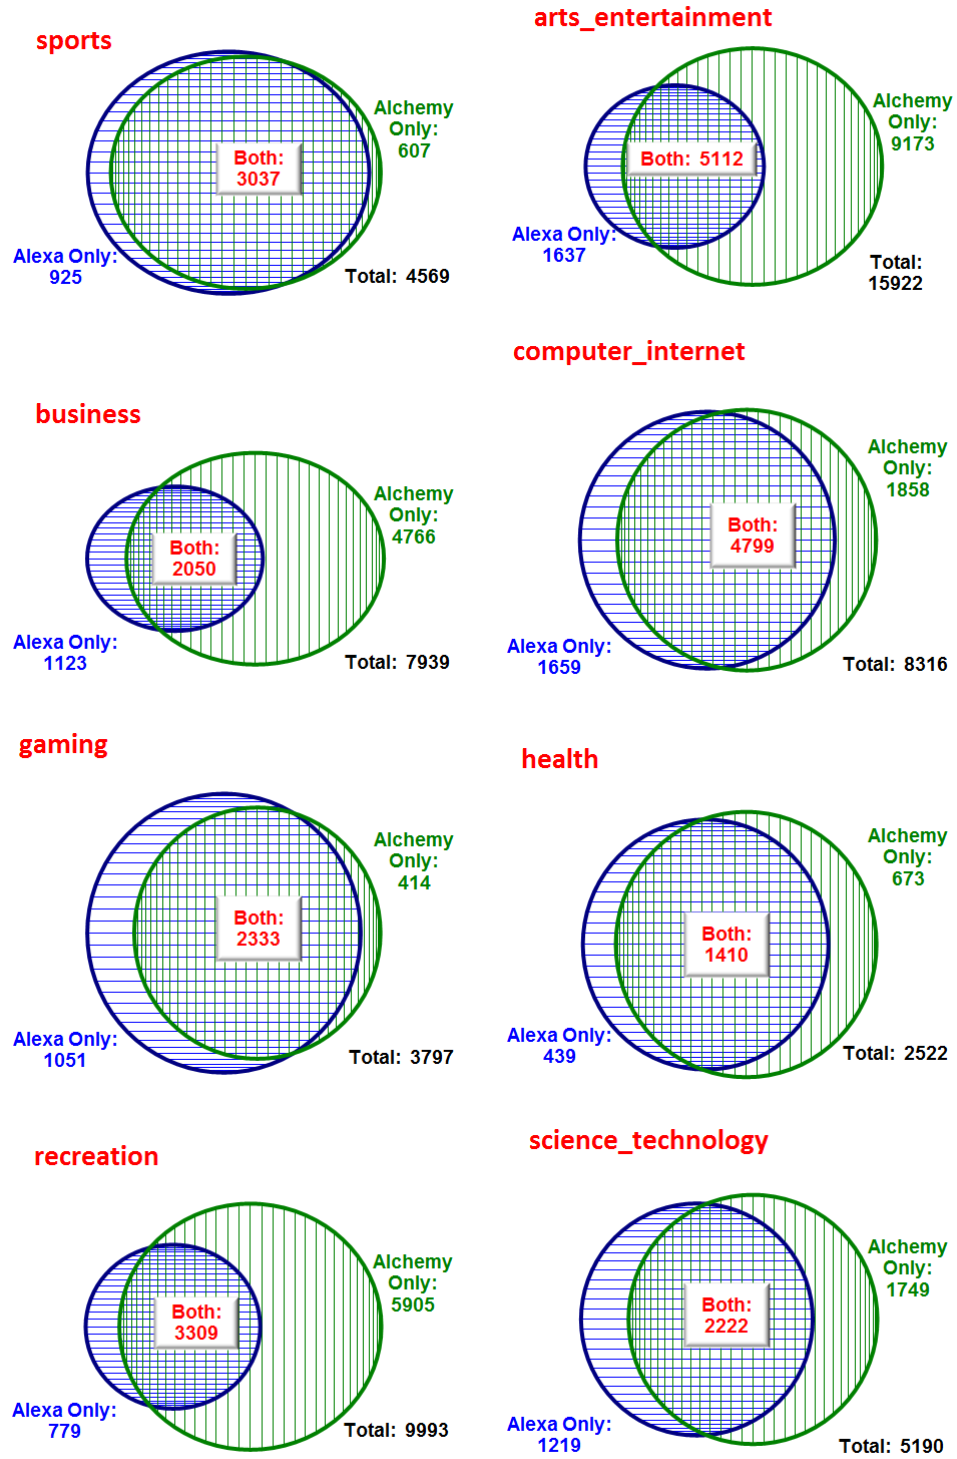 sports
Alchemy
Only:
607
Both:
3037
Alexa Only:
925
Total: 4569
arts_entertainment
Alchemy
Only:
9173
Both: 5112
Alexa Only:
1637
Total:
15922
business
Alchemy
Only:
4766
Both:
2050
Alexa Only:
1123
Total: 7939
computer_internet
Alchemy
Only:
1858
Both:
4799
Alexa Only:
1659
Total: 8316
gaming
Alchemy
Only:
414
Both:
2333
Alexa Only:
1051
Total: 3797
health
Alchemy
Only:
673
Both:
1410
Alexa Only:
439
Total: 2522
recreation
Alchemy
Only:
5905
Both:
3309
Alexa Only:
779
Total: 9993
science_technology
Alchemy
Only:
1749
Both:
2222
Alexa Only:
1219
Total: 5190